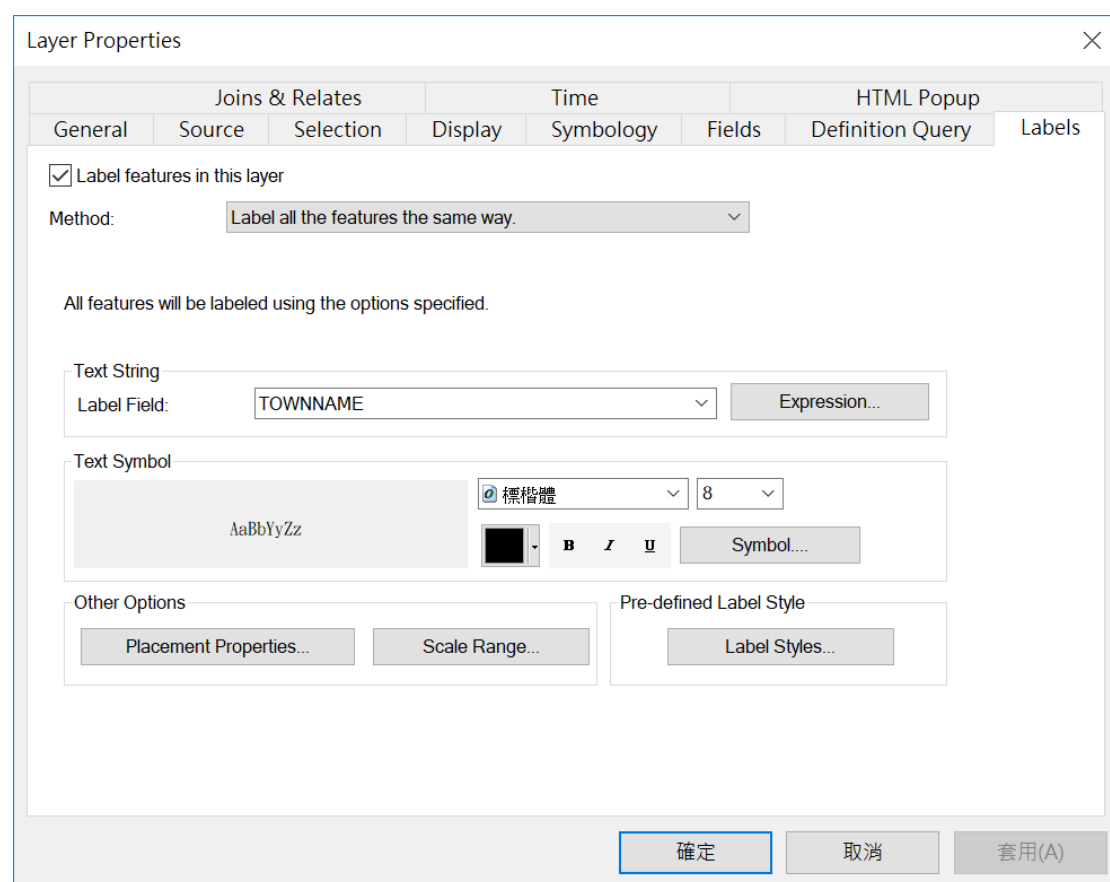 Layer Properties
Joins & Relates Time HTML Popup
General Source Selection Display Symbology Fields Definition Query Labels
Label features in this layer
Method: Label all the features the same way.
All features will be labeled using the options specified.
Text String
Label Field: TOWNNAME Expression...
Text Symbol
標楷體 8
AaBbYyZz
B I U Symbol....
Other Options Pre-defined Label Style
Placement Properties... Scale Range... Label Styles...
確定 取消 套用(A)